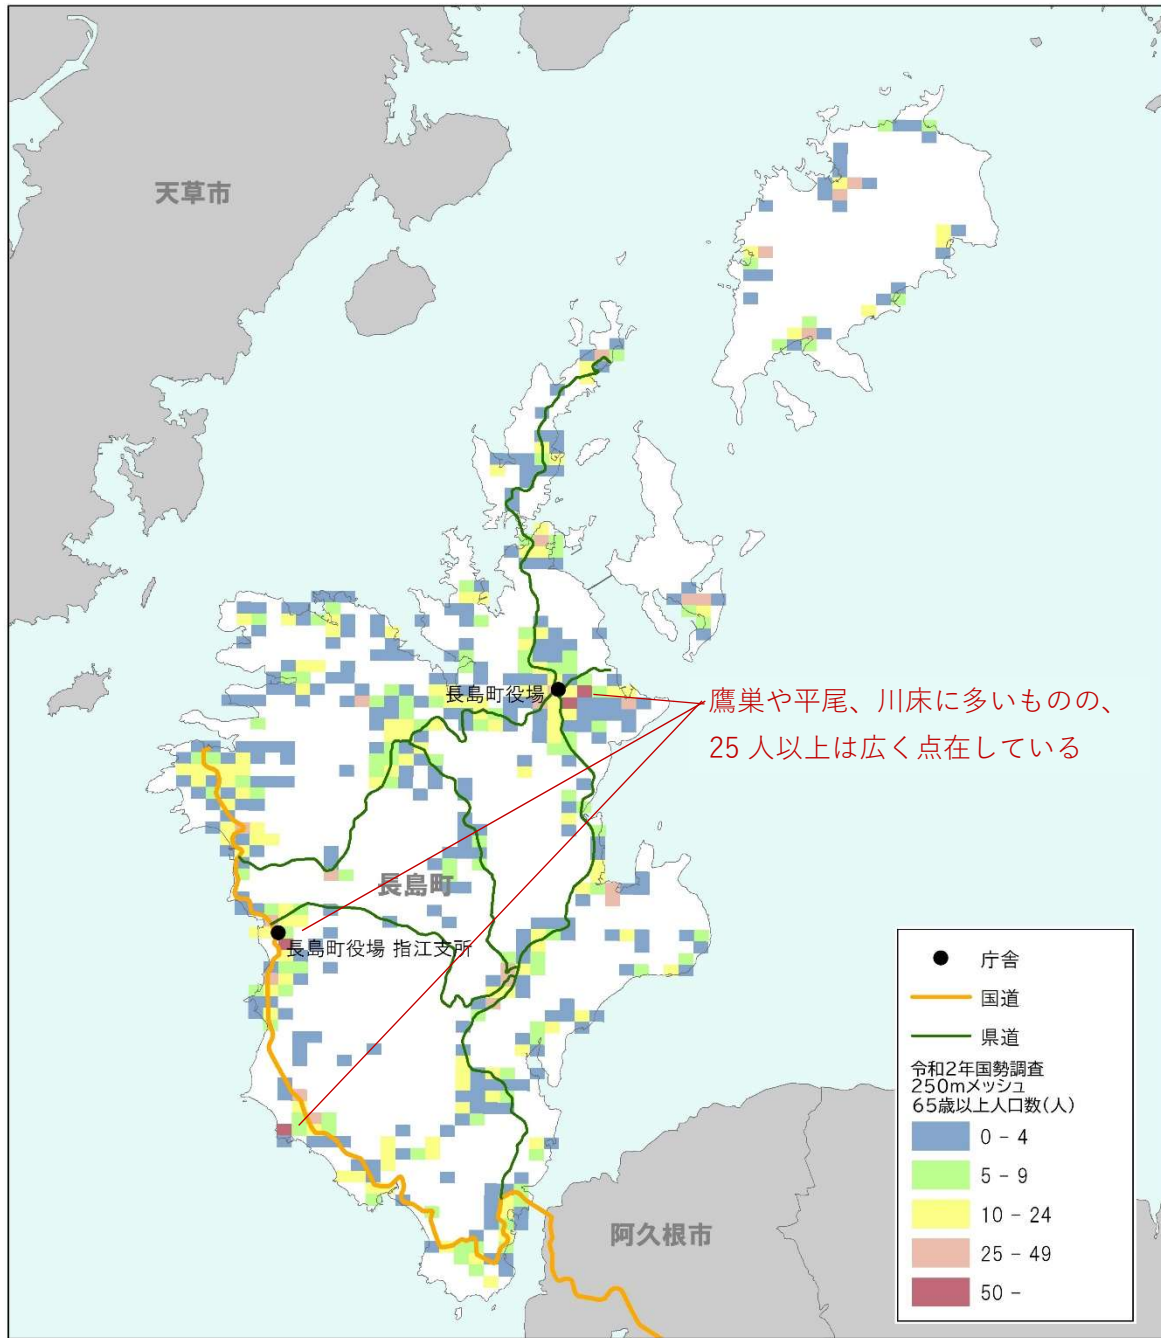 天草市
長島町役場
鷹巣や平尾、川床に多いものの、
25 人以上は広く点在している
長島町
長島町役場 指江支所
阿久根市
庁舎
国道
県道
令和2年国勢調査
250mメッシュ
65歳以上人口数(人)
0 - 4
5 - 9
10 - 24
25 - 49
50 -